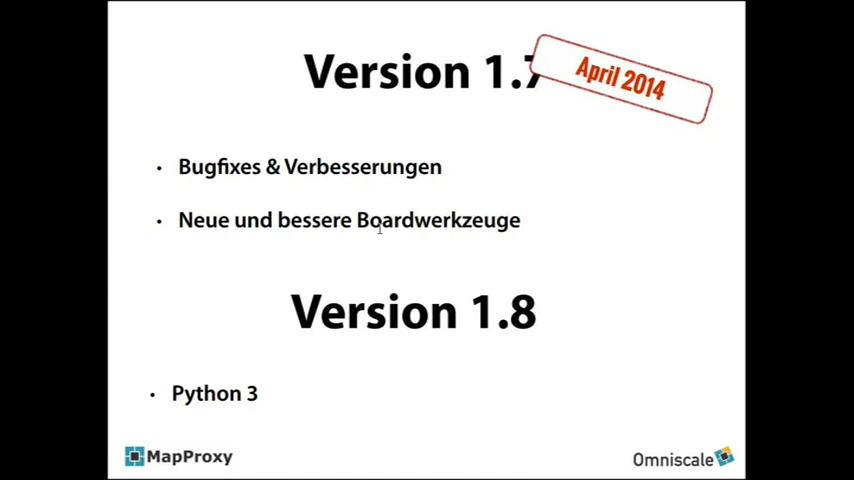 Version 1.7
April 2014
• Bugfixes & Verbesserungen
• Neue und bessere Boardwerkzeuge
Version 1.8
• Python 3
MapProxy
Omniscale